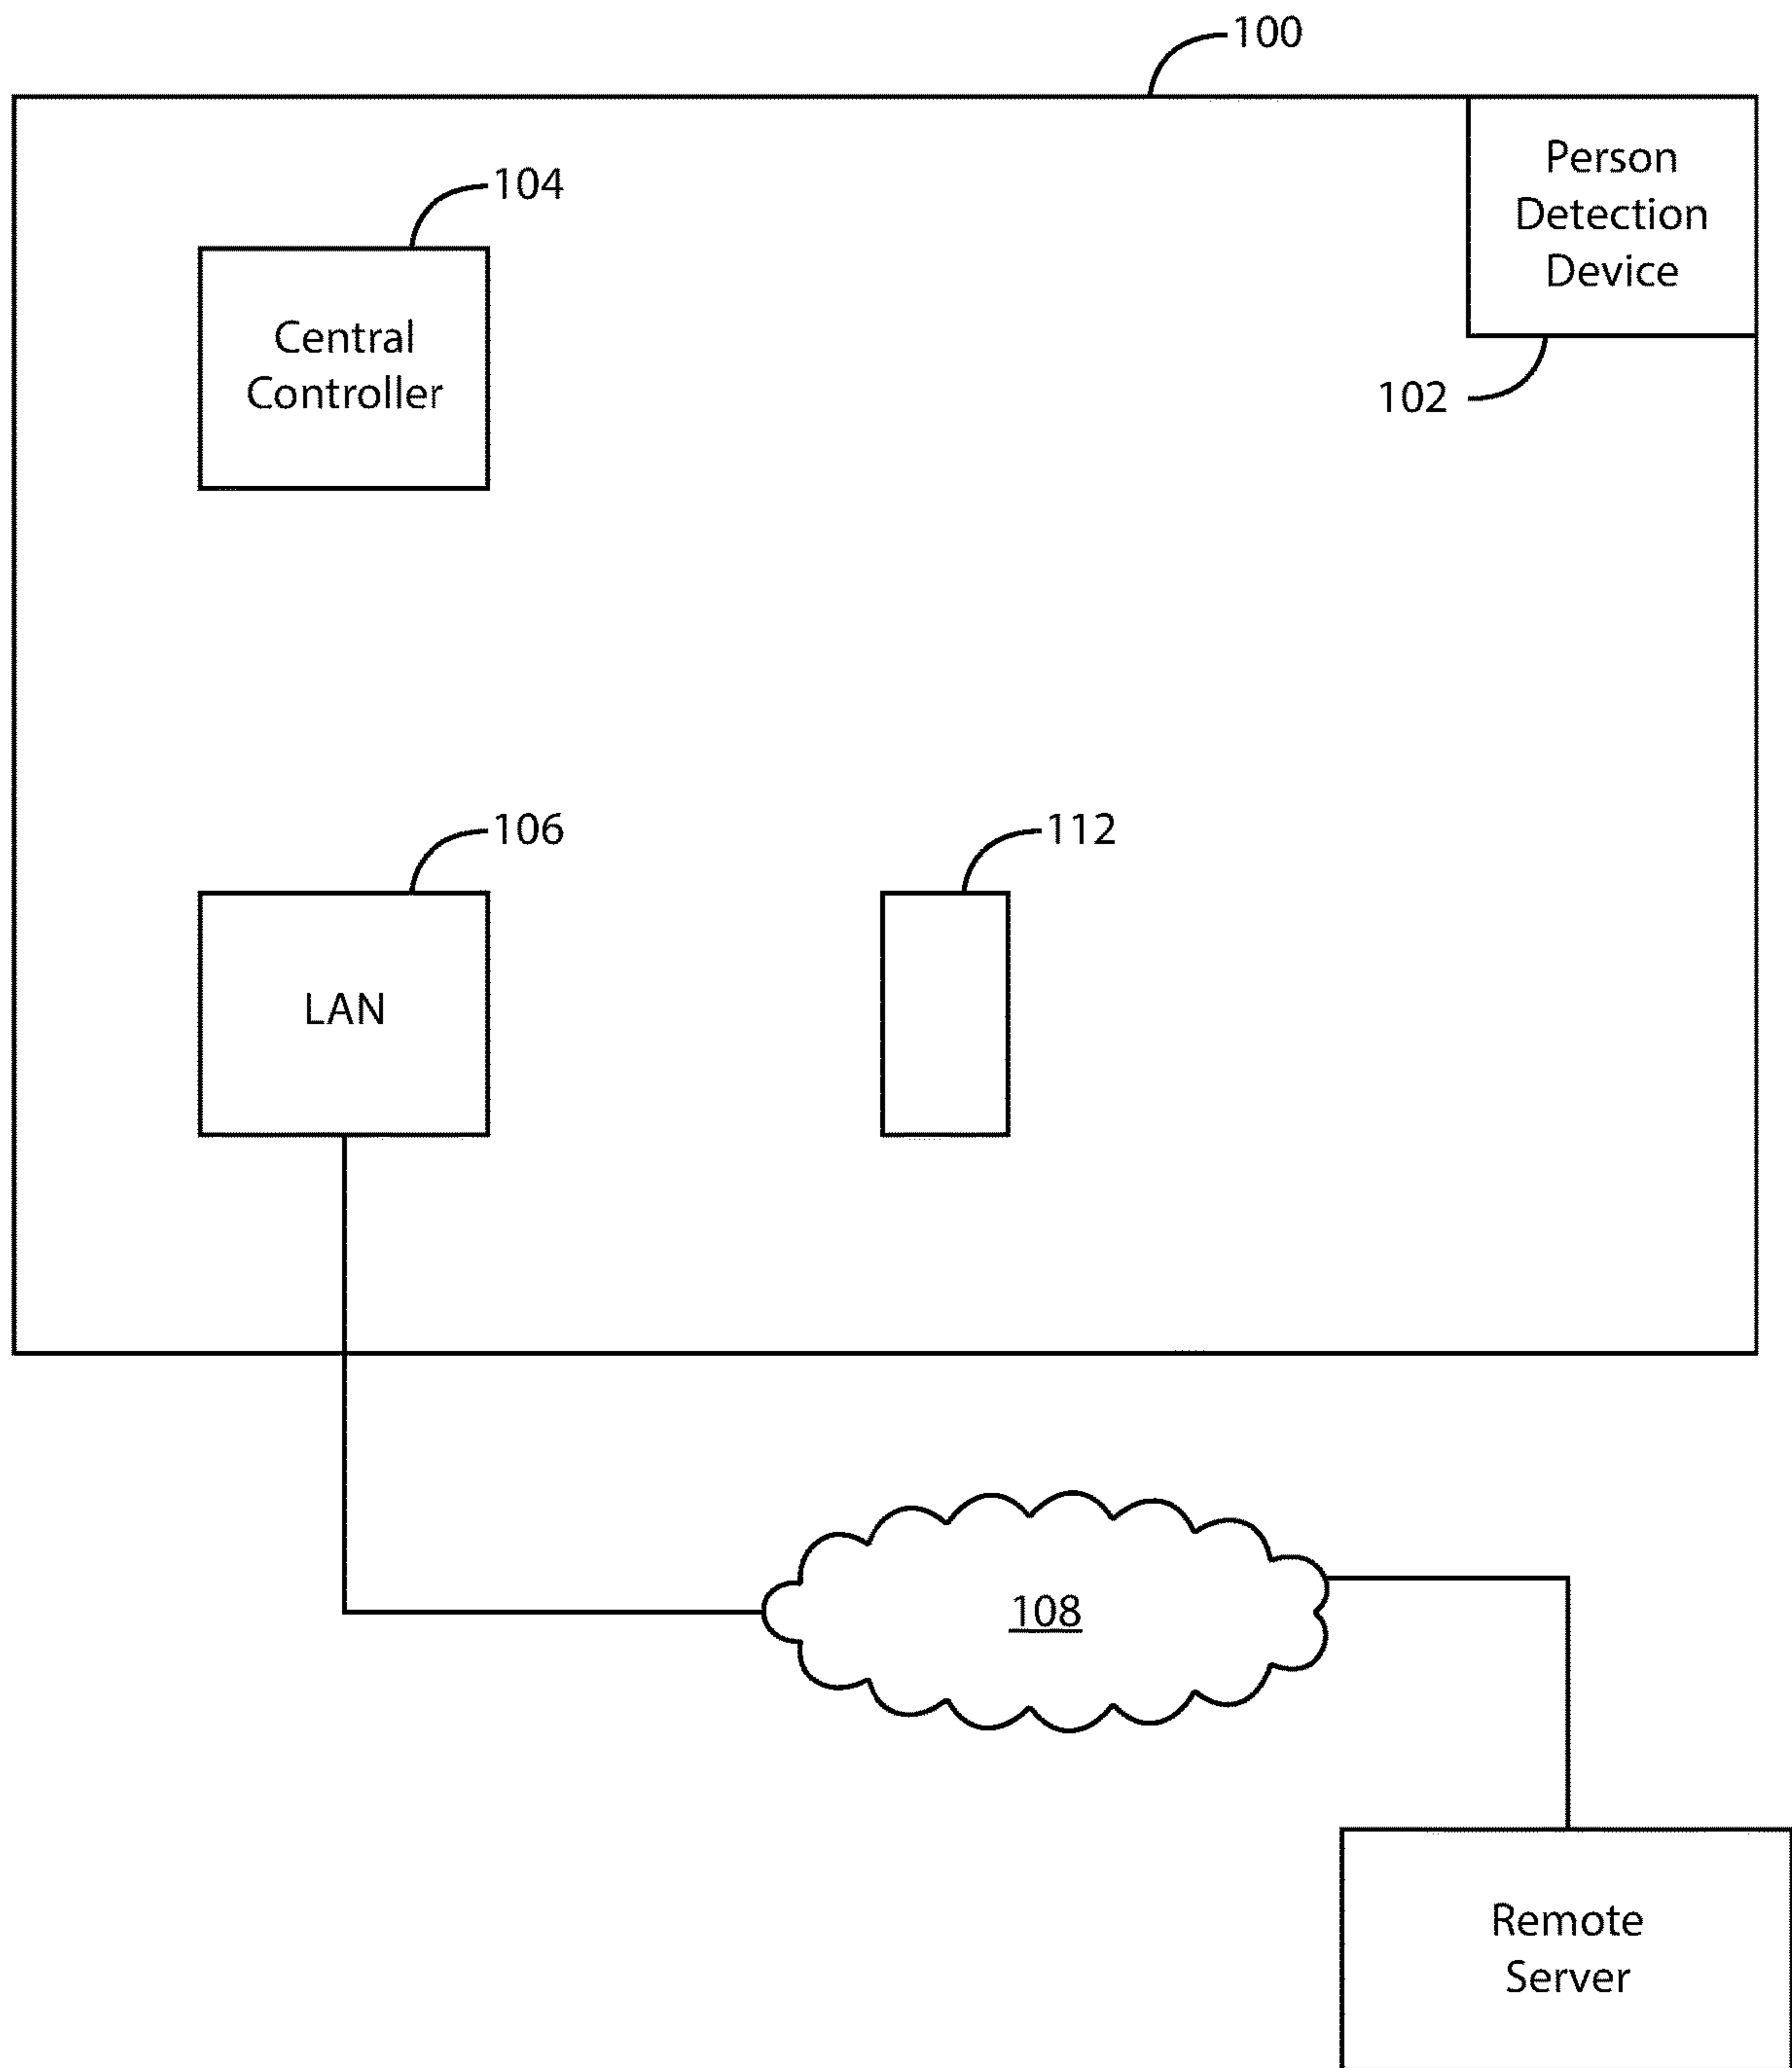 100
Person
Detection
Device
104
Central
Controller
102
106
112
LAN
108
Remote
Server